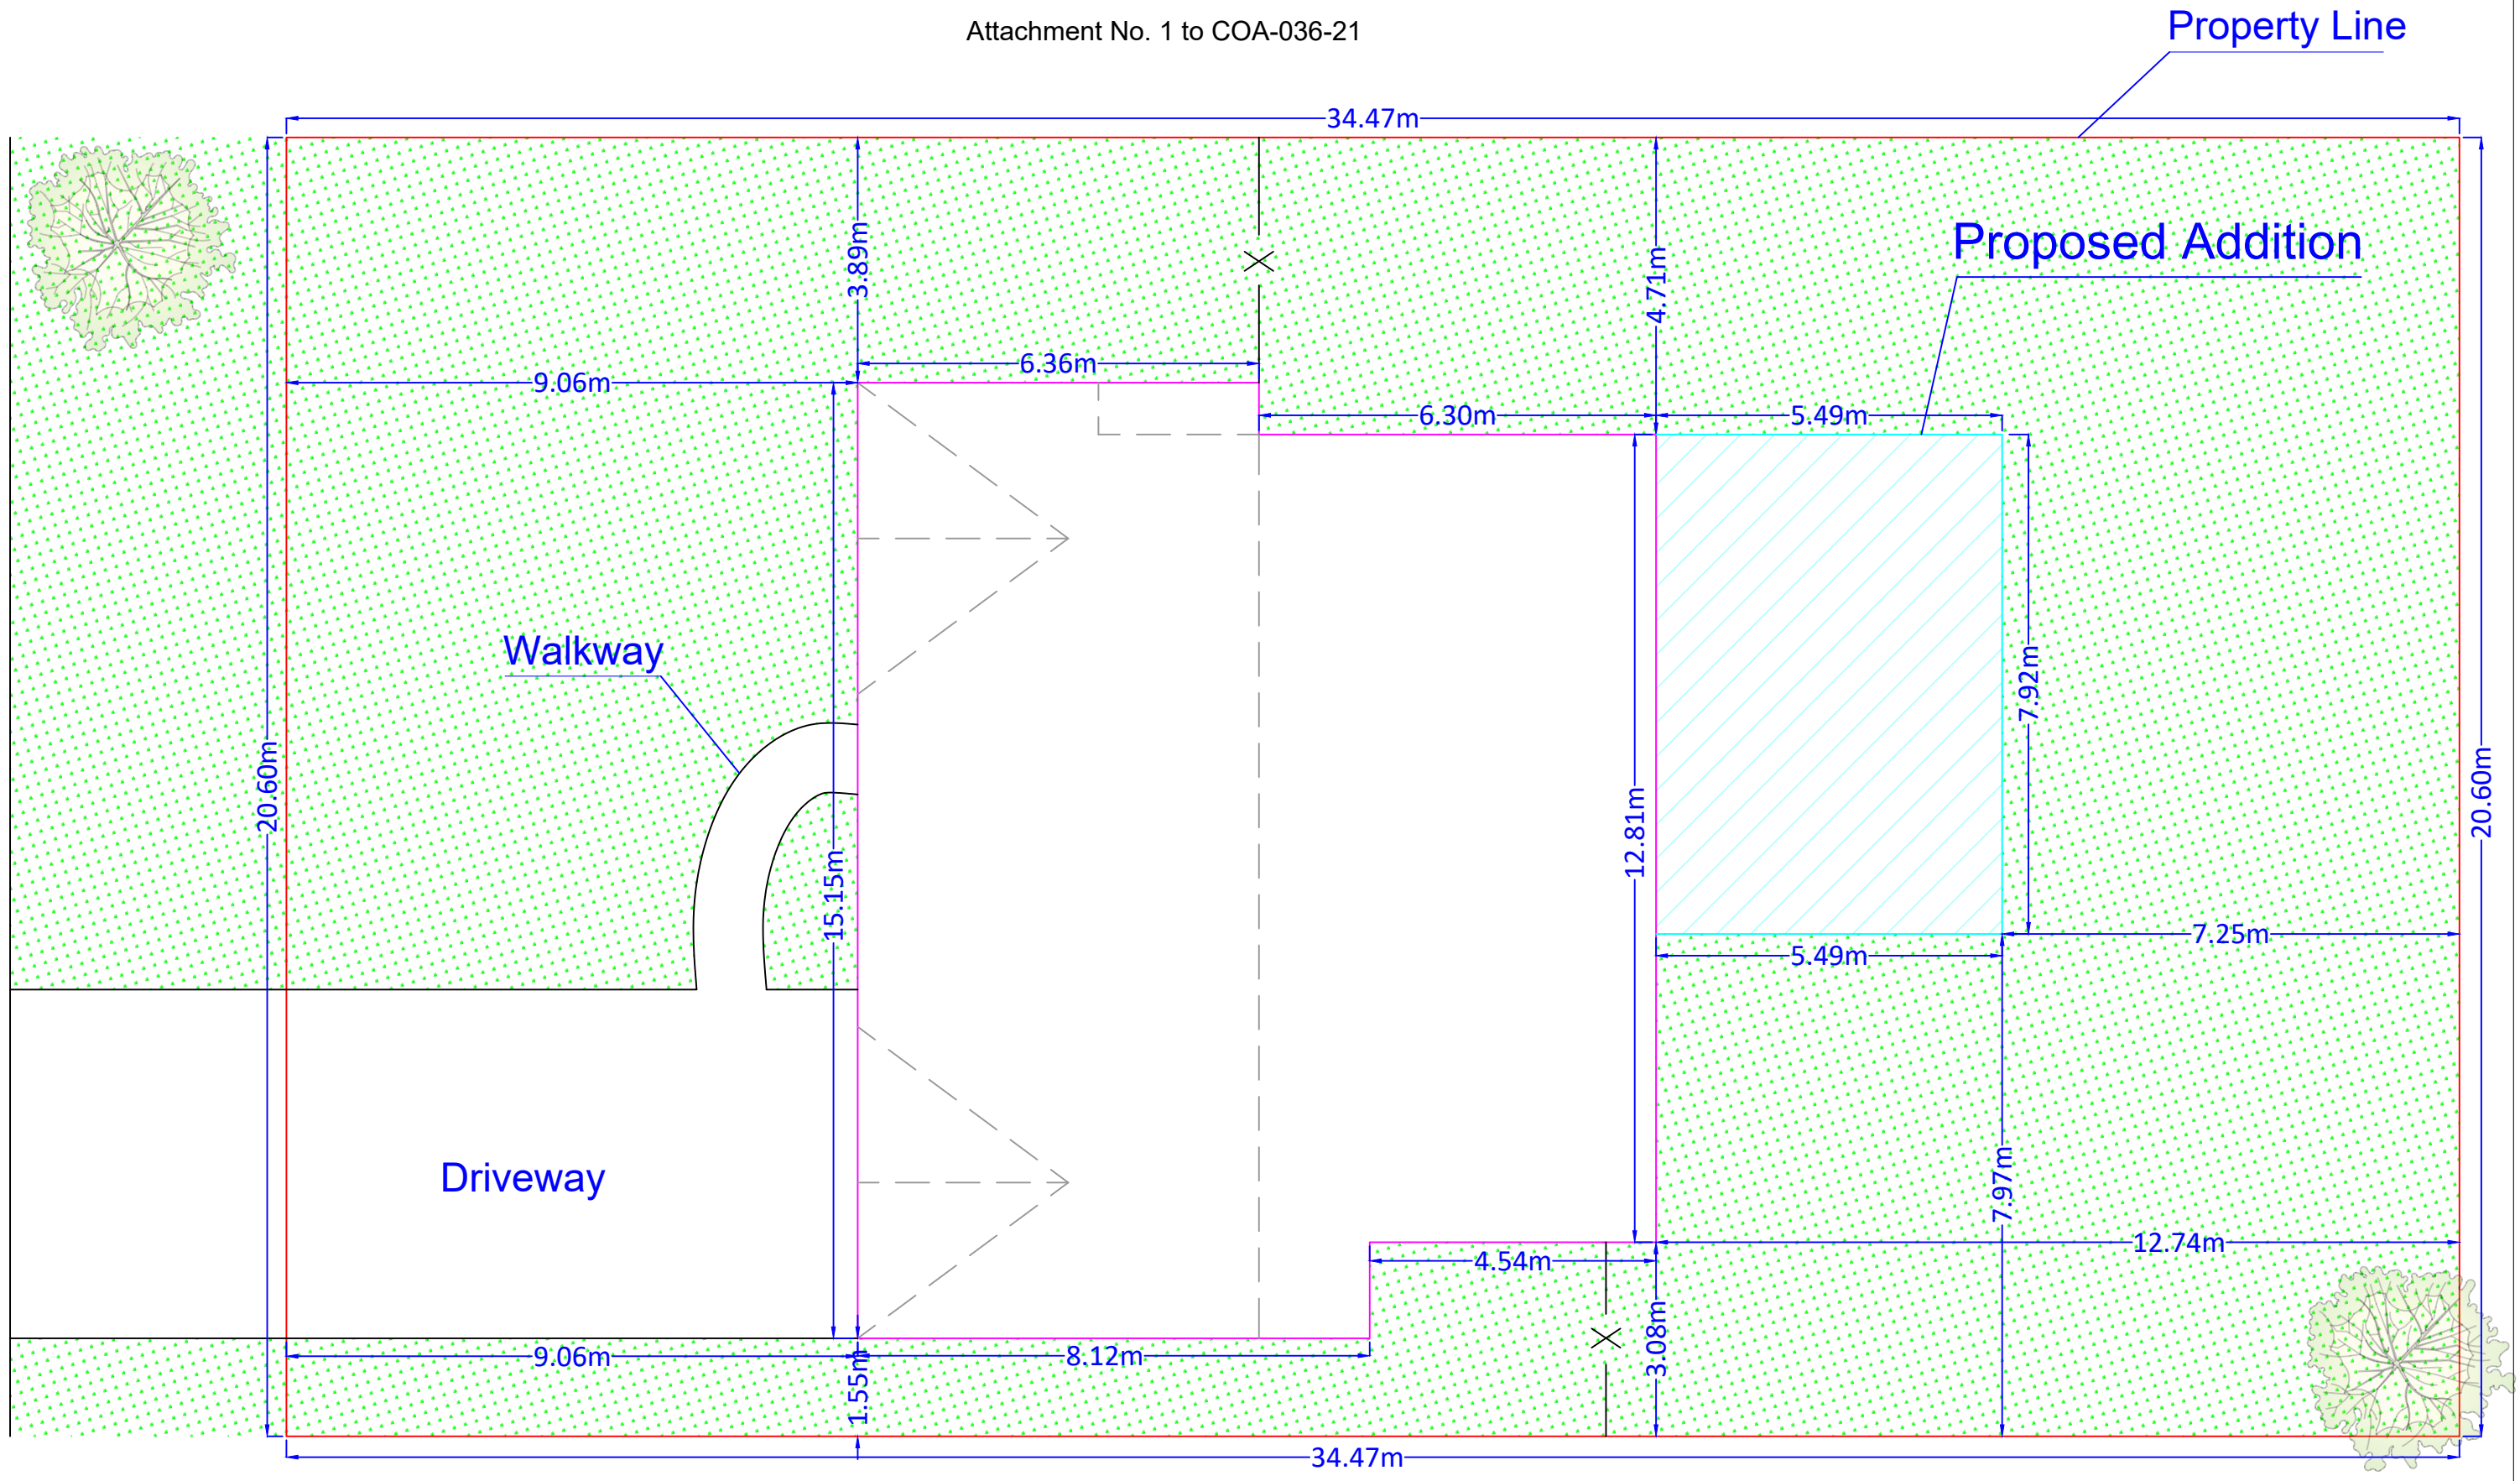 Attachment No. 1 to COA-036-21
Property Line
34.47m
3.89m
4.71m
Proposed Addition
6.36m
9.06m
6.30m
5.49m
Walkway
7.92m
20.60m
20.60m
12.81m
15.15m
7.25m
5.49m
Driveway
7.97m
12.74m
4.54m
3.08m
9.06m
8.12m
1.55m
34.47m